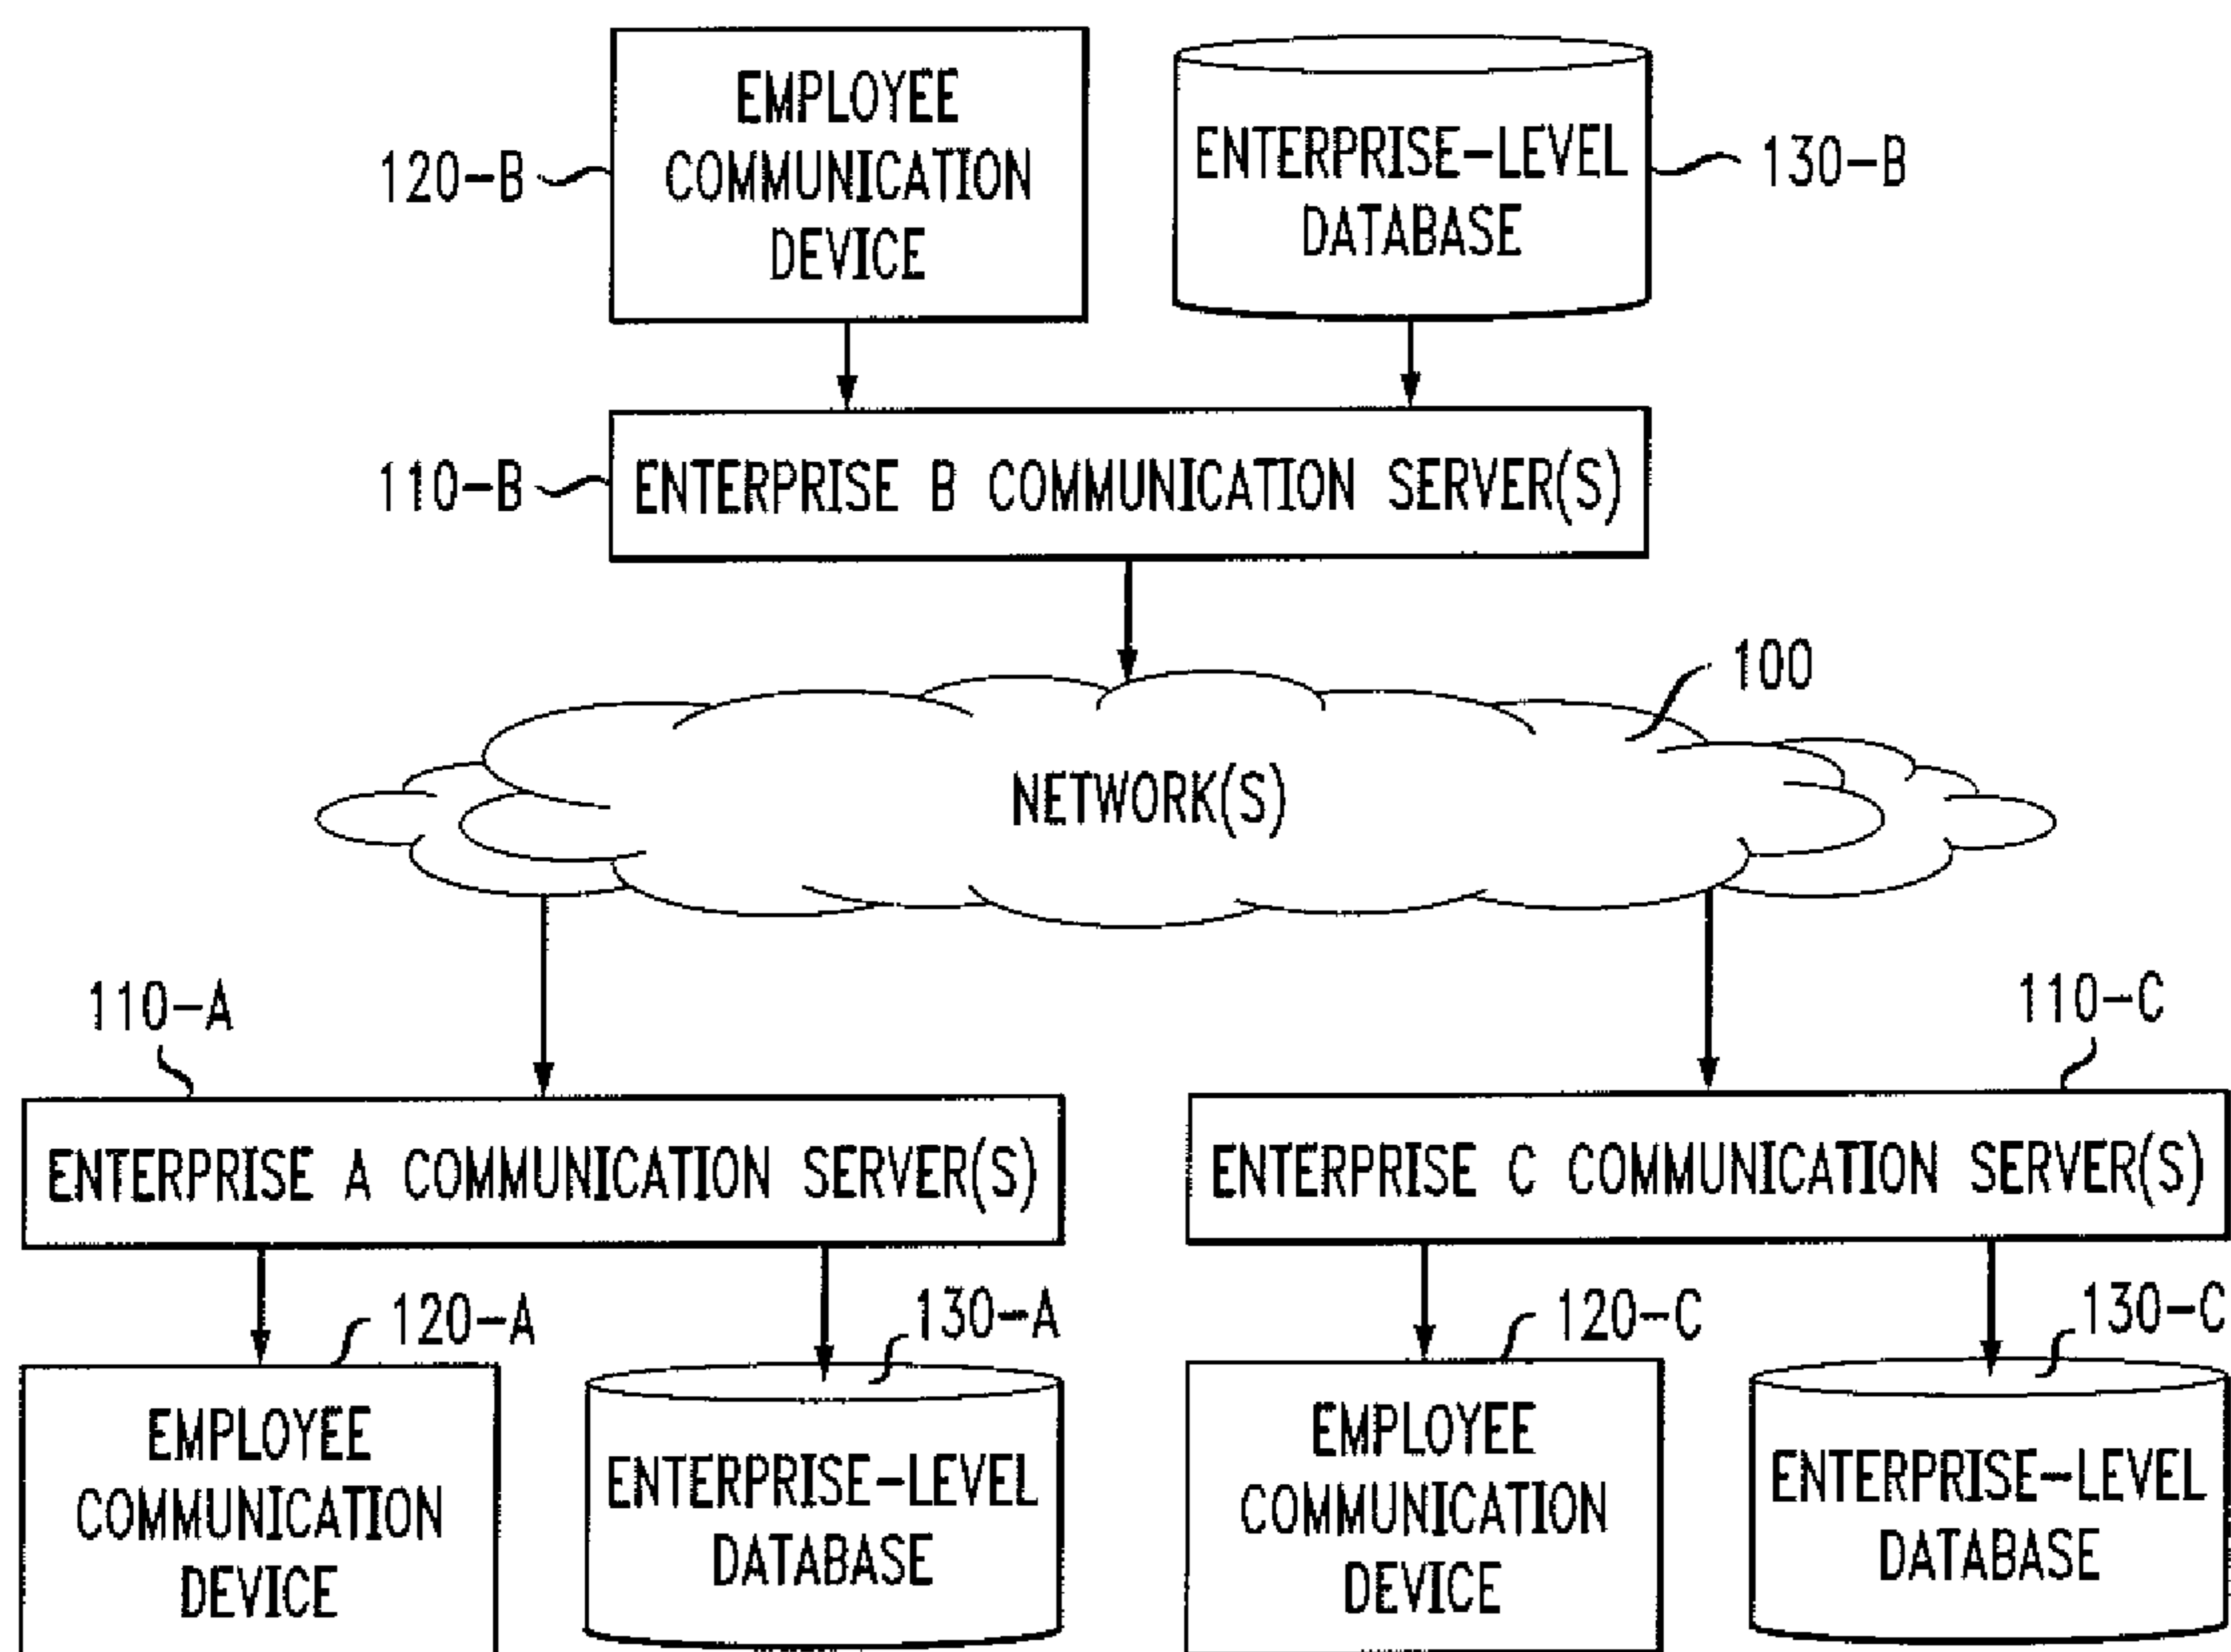 EMPLOYEE
COMMUNICATION
DEVICE
120-B
ENTERPRISE-LEVEL
DATABASE
130-B
110-B
ENTERPRISE B COMMUNICATION SERVER(S)
100
NETWORK(S)
110-A
110-C
ENTERPRISE A COMMUNICATION SERVER(S)
ENTERPRISE C COMMUNICATION SERVER(S)
120-A
130-A
120-C
130-C
EMPLOYEE
COMMUNICATION
DEVICE
ENTERPRISE-LEVEL
DATABASE
EMPLOYEE
COMMUNICATION
DEVICE
ENTERPRISE-LEVEL
DATABASE